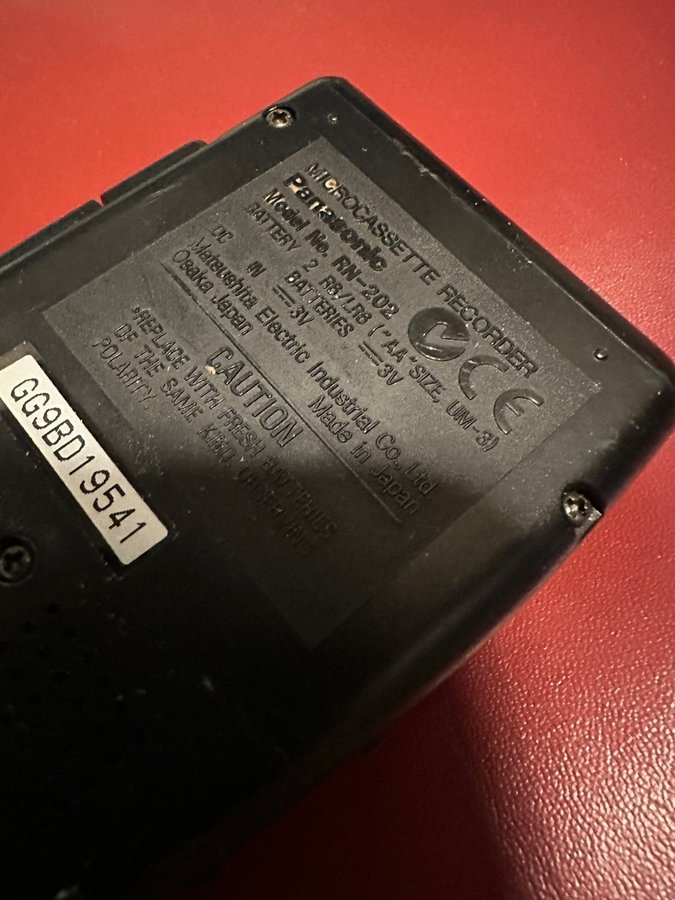 MICROCASSETTE RECORDER
Panasonic
Model No. RN-202
BATTERY 2 R6/LR6 ("AA" SIZE, UM-3)
BATTERIES ⎓ 3V
DC IN ⎓ 3V
Matsushita Electric Industrial Co., Ltd
Osaka Japan Made in Japan
CAUTION
*REPLACE WITH FRESH BATTERIES
OF THE SAME KIND.
POLARITY.
CE
GG9BD19541